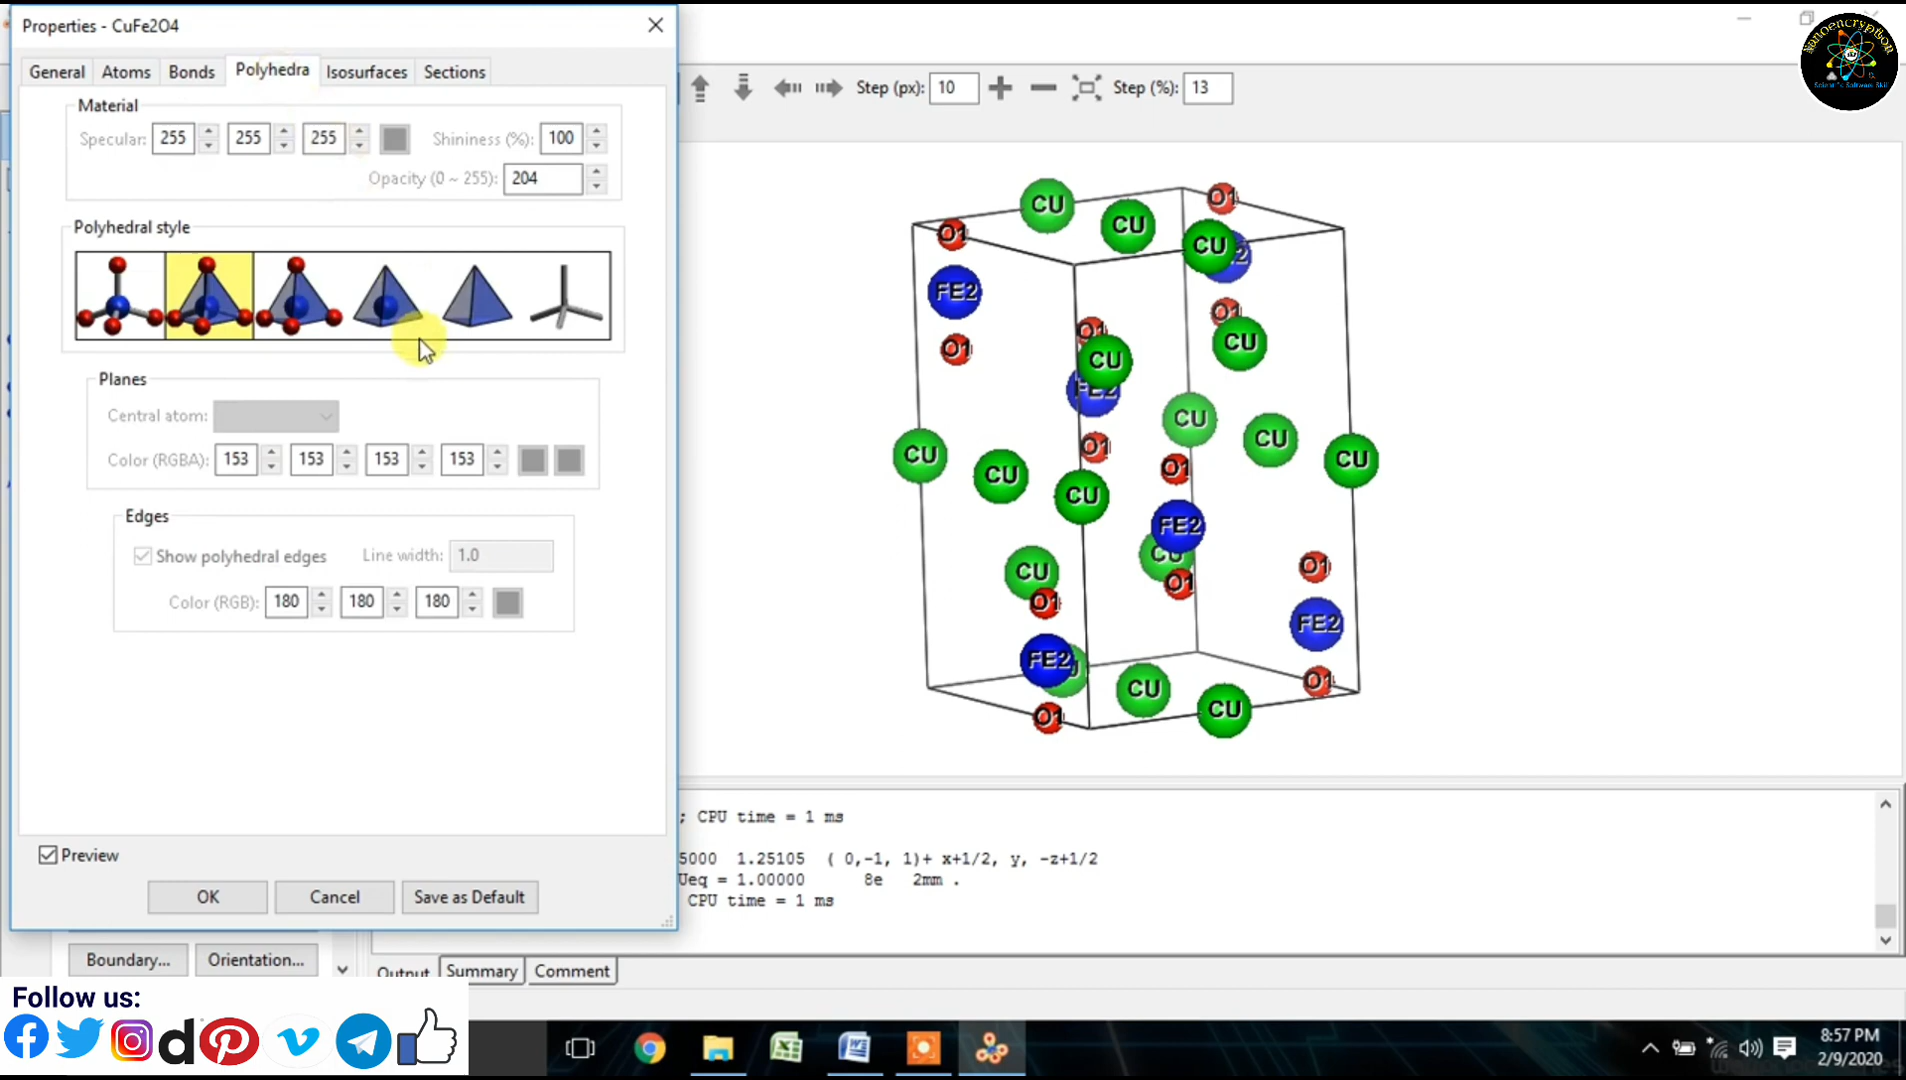 Properties - CuFe2O4
General Atoms Bonds Polyhedra Isosurfaces Sections
Material
Specular: 255 255 255 Shininess (%): 100
Opacity (0 ~ 255): 204
Polyhedral style
Planes
Central atom:
Color (RGBA): 153 153 153 153
Edges
Show polyhedral edges Line width: 1.0
Color (RGB): 180 180 180
Preview
OK Cancel Save as Default
Boundary... Orientation...
Step (px): 10 Step (%): 13
Nanoencryption
CU
O1
CU
O1
CU
FE2
O1
O1
O1
CU
CU
FE2
CU
O1
CU
CU
CU
O1
CU
CU
FE2
CU
O1
CU
O1
O1
FE2
FE2
O1
CU
CU
O1
; CPU time = 1 ms
5000 1.25105 ( 0,-1, 1)+ x+1/2, y, -z+1/2
Ueq = 1.00000 8e 2mm .
CPU time = 1 ms
Output Summary Comment
Follow us:
8:57 PM
2/9/2020